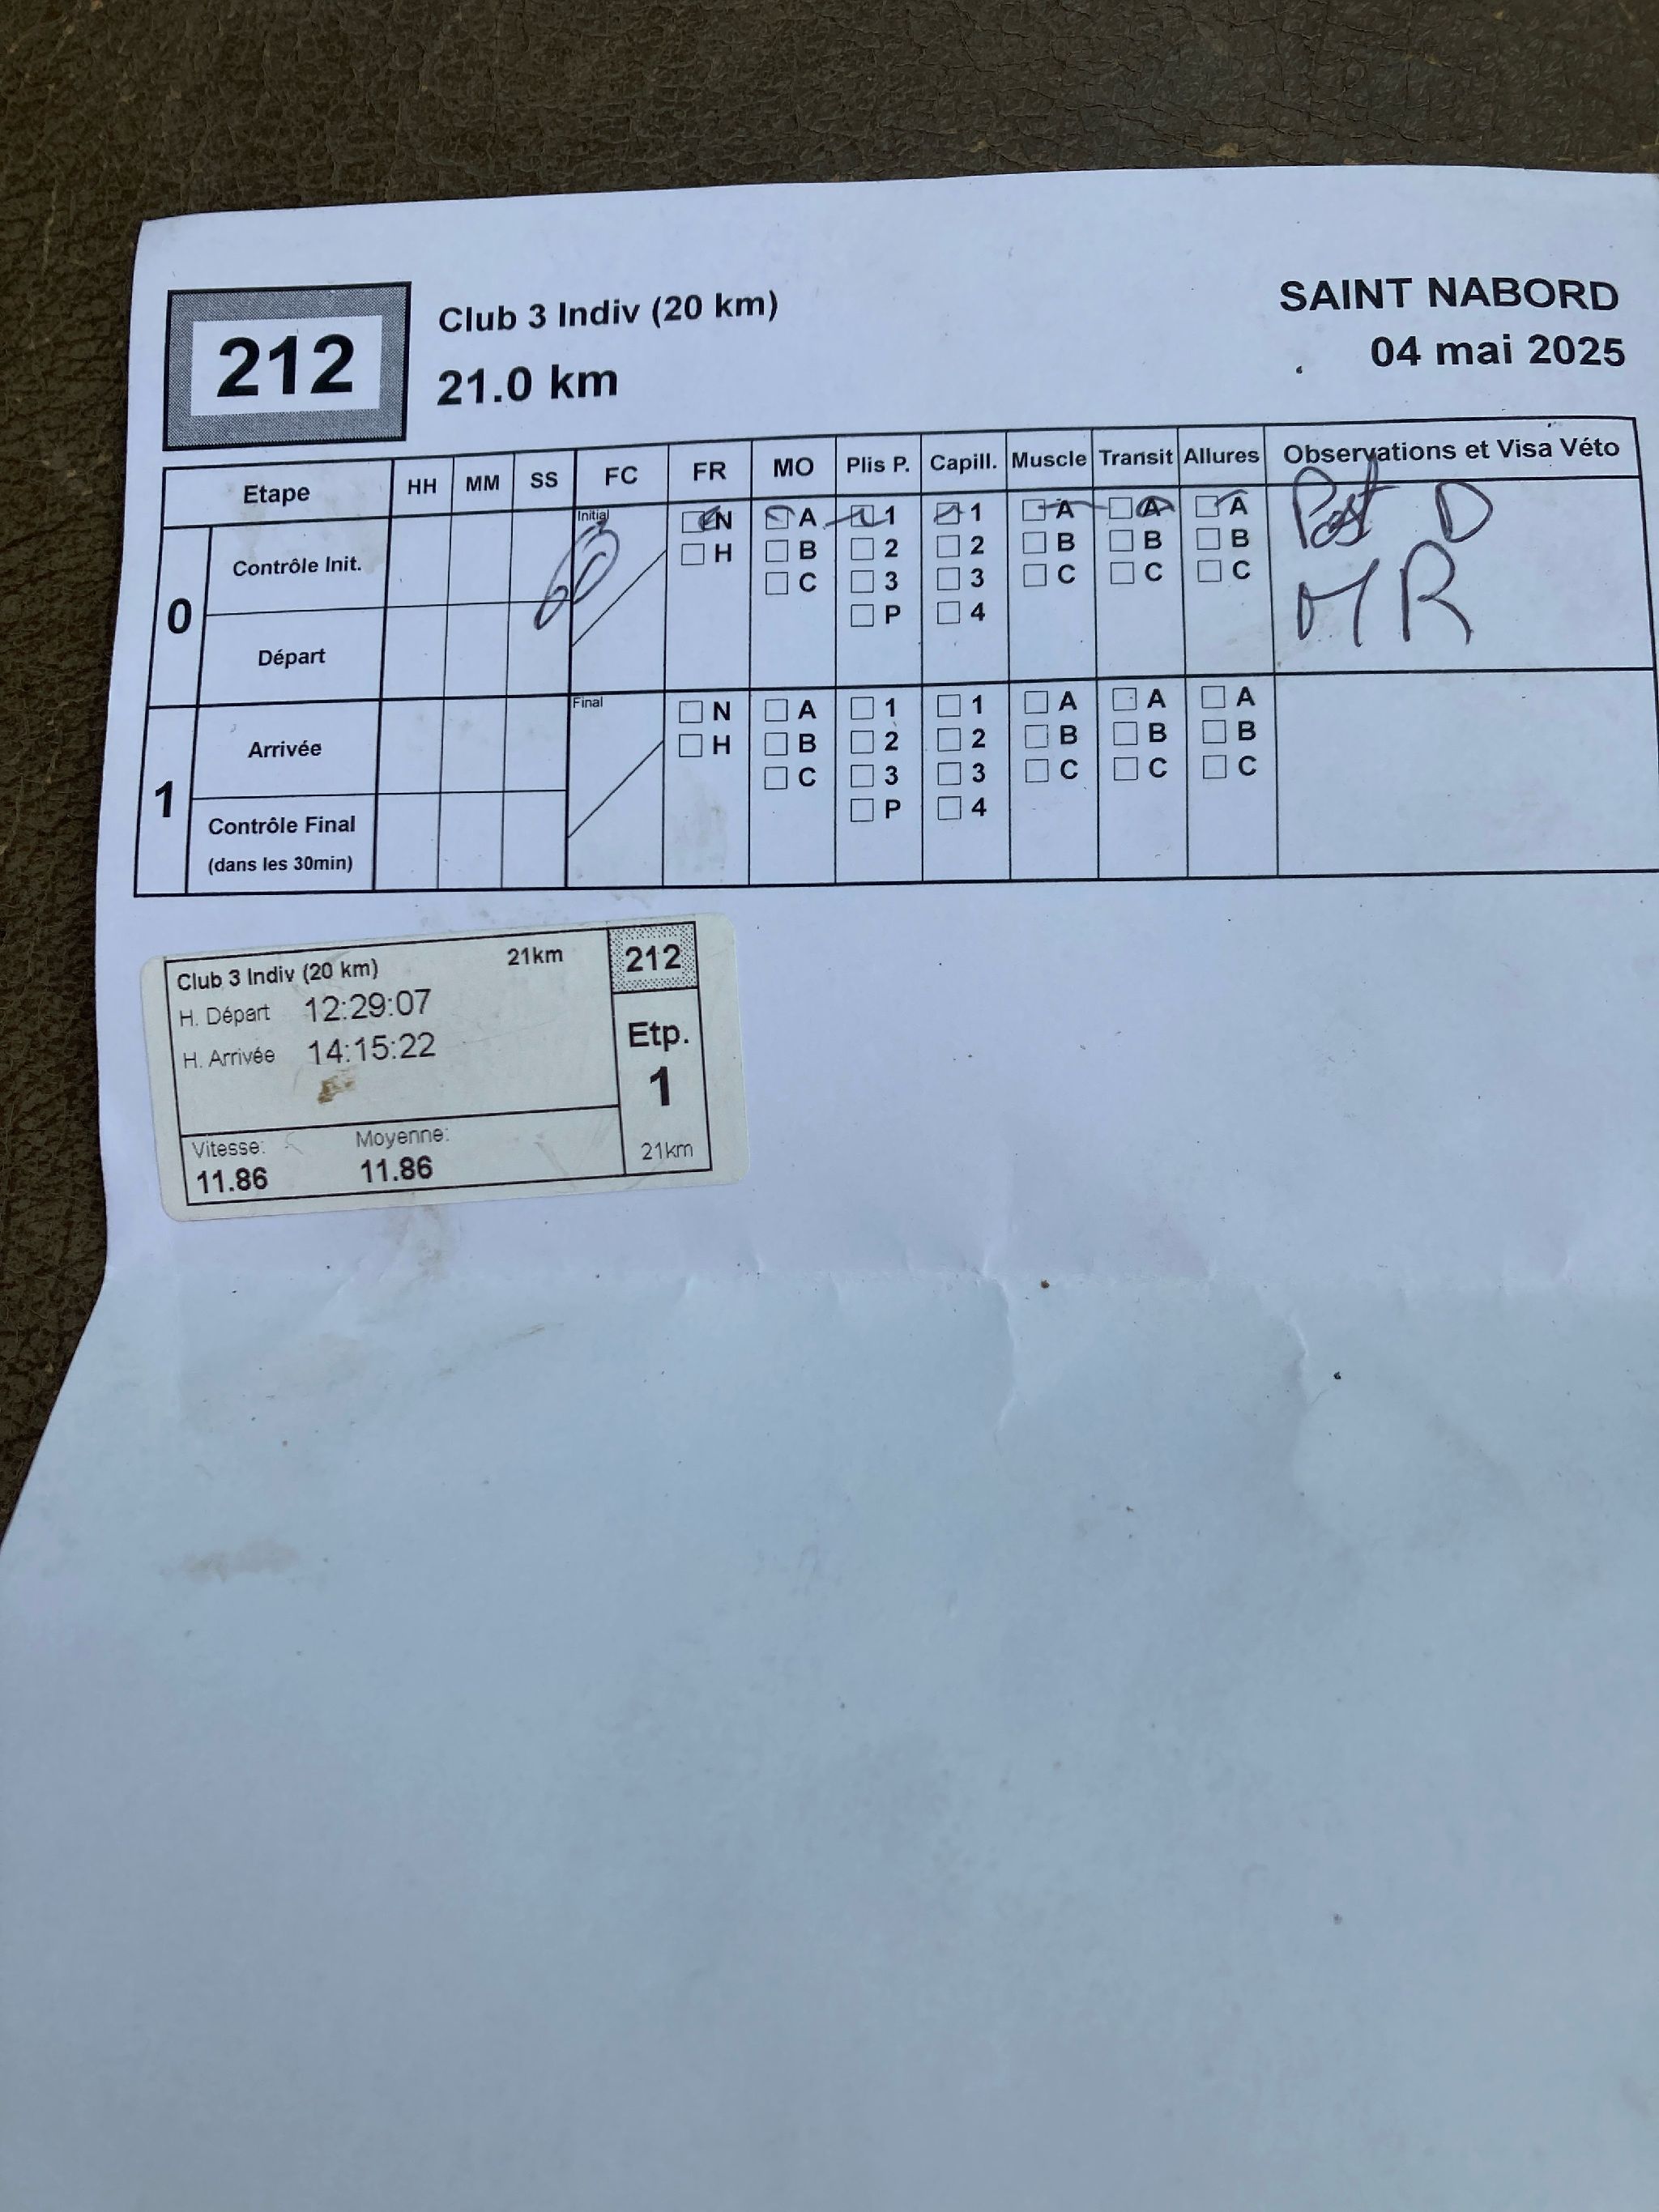 212
Club 3 Indiv (20 km)
21.0 km
SAINT NABORD
04 mai 2025
Etape HH MM SS FC FR MO Plis P. Capill. Muscle Transit Allures Observations et Visa Véto
0
Contrôle Init.
Départ
Initial
60
N
H
A
B
C
1
2
3
P
1
2
3
4
A
B
C
A
B
C
A
B
C
Post D
MR
1
Arrivée
Contrôle Final
(dans les 30min)
Final
N
H
A
B
C
1
2
3
P
1
2
3
4
A
B
C
A
B
C
A
B
C
Club 3 Indiv (20 km) 21km
H. Départ 12:29:07
H. Arrivée 14:15:22
Vitesse: Moyenne:
11.86 11.86
212
Etp.
1
21km